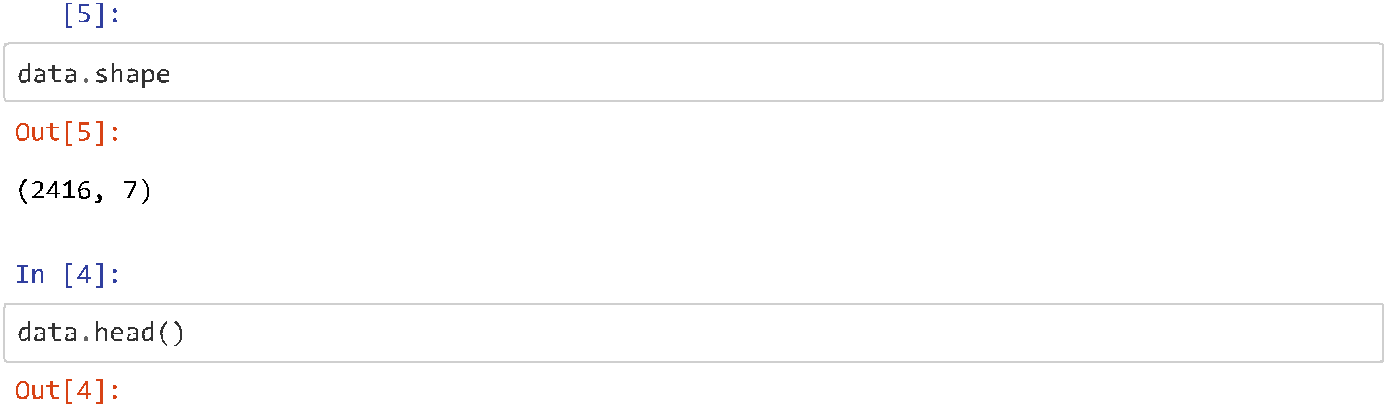 [5]:
data.shape
Out[5]:
(2416, 7)
In [4]:
data.head()
Out[4]: